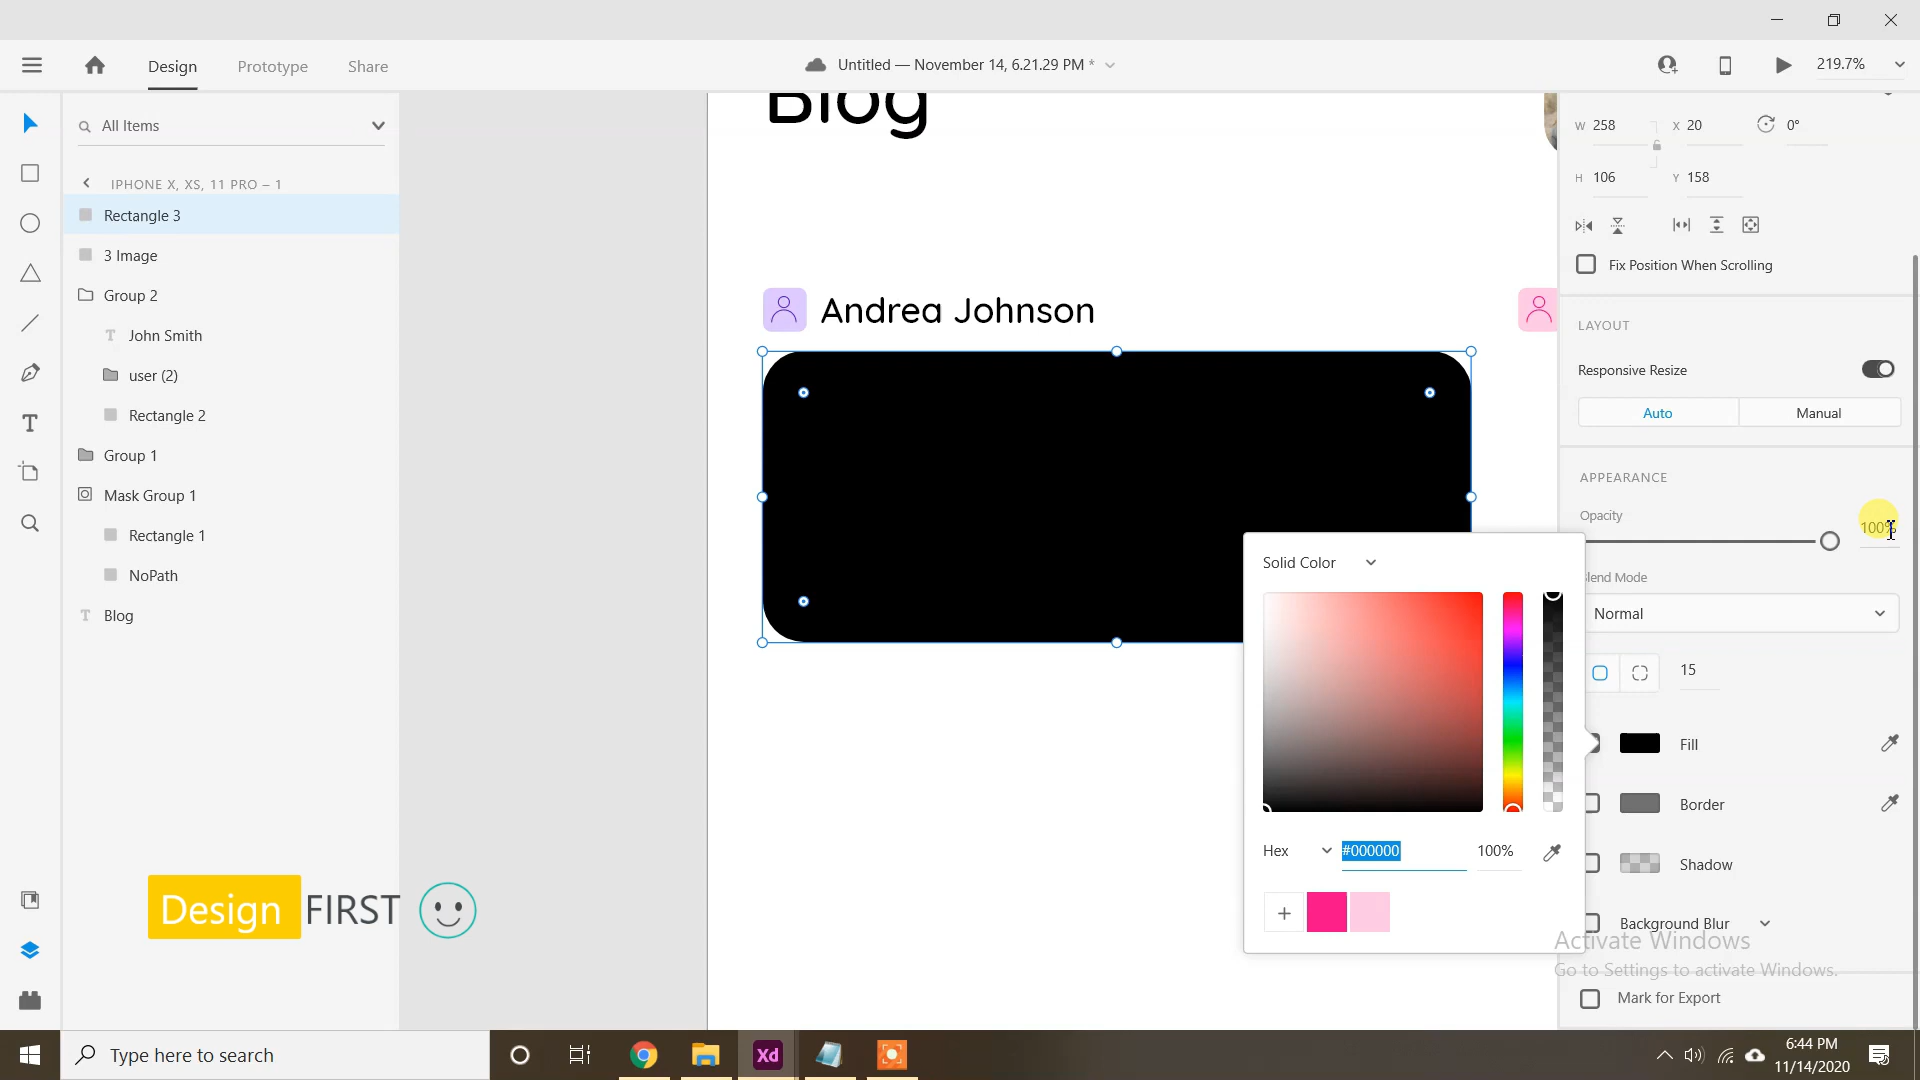 Design
Prototype
Share
Untitled — November 14, 6.21.29 PM *
219.7%
All Items
IPHONE X, XS, 11 PRO – 1
Rectangle 3
3 Image
Group 2
John Smith
user (2)
Rectangle 2
Group 1
Mask Group 1
Rectangle 1
NoPath
Blog
Blog
Andrea Johnson
W 258
X 20
0°
H 106
Y 158
Fix Position When Scrolling
LAYOUT
Responsive Resize
Auto
Manual
APPEARANCE
Opacity
100%
Blend Mode
Normal
15
Fill
Border
Shadow
Background Blur
Mark for Export
Solid Color
Hex
#000000
100%
Activate Windows
Go to Settings to activate Windows.
Design FIRST
Type here to search
Xd
6:44 PM
11/14/2020